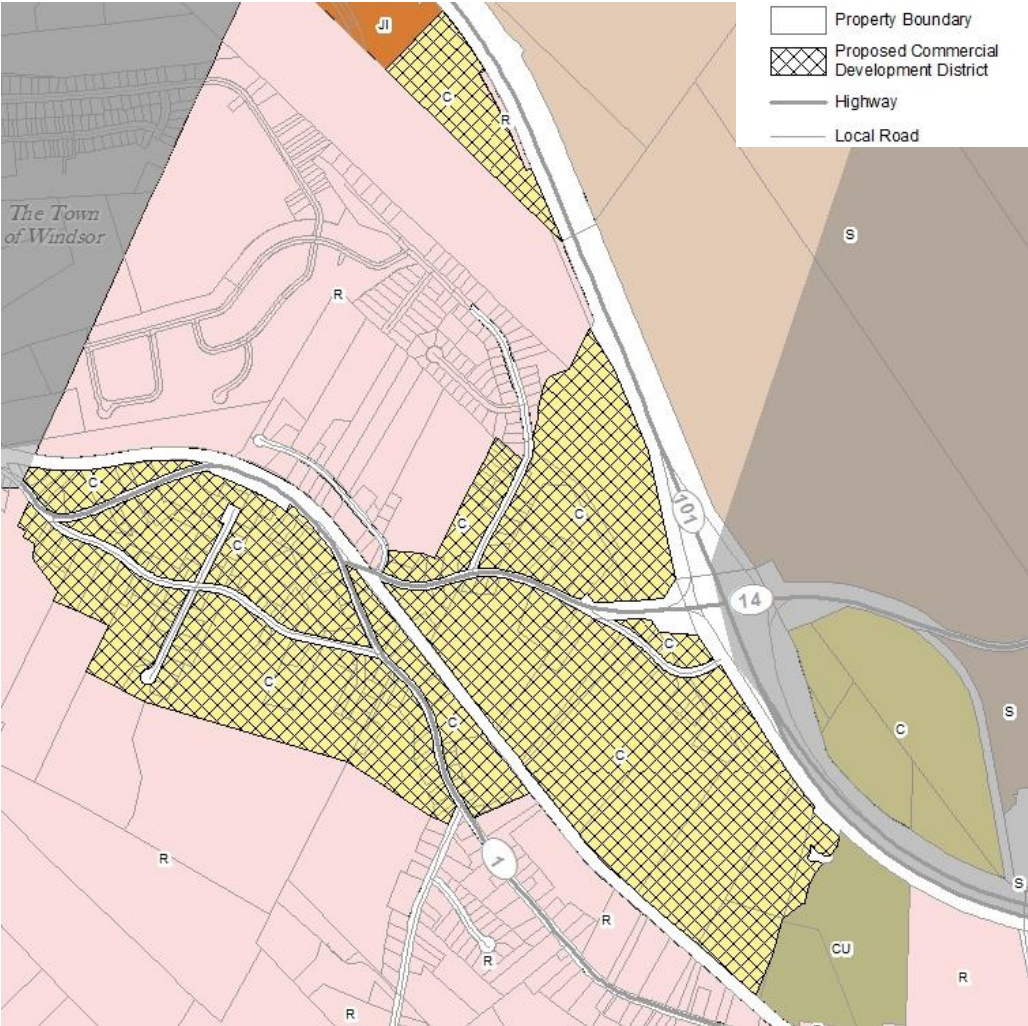 Property Boundary
Proposed Commercial
Development District
Highway
Local Road
JI
C
R
The Town
of Windsor
S
R
C
C
C
101
C
14
C
C
S
C
C
C
R
1
S
R
CU
R
R
R